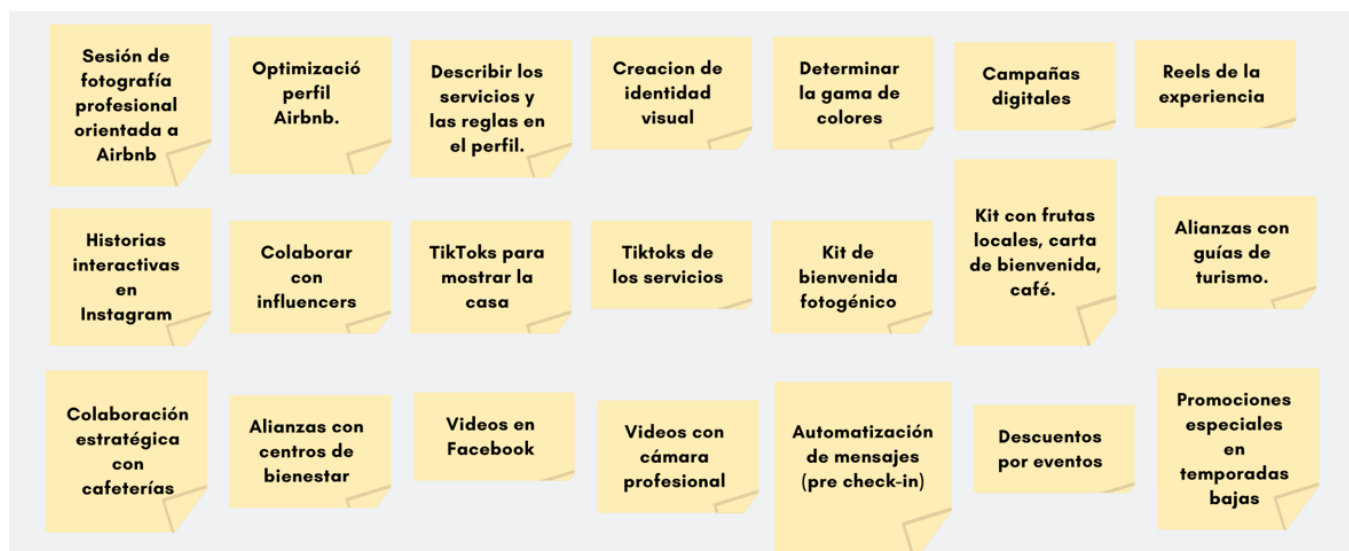 Sesión de
fotografía
profesional
orientada a
Airbnb
Optimizació
perfil
Airbnb.
Describir los
servicios y
las reglas en
el perfil.
Creacion de
identidad
visual
Determinar
la gama de
colores
Campañas
digitales
Reels de la
experiencia
Historias
interactivas
en
Instagram
Colaborar
con
influencers
TikToks para
mostrar la
casa
Tiktoks de
los servicios
Kit de
bienvenida
fotogénico
Kit con frutas
locales, carta
de bienvenida,
café.
Alianzas con
guías de
turismo.
Colaboración
estratégica
con
cafeterías
Alianzas con
centros de
bienestar
Videos en
Facebook
Videos con
cámara
profesional
Automatización
de mensajes
(pre check-in)
Descuentos
por eventos
Promociones
especiales
en
temporadas
bajas